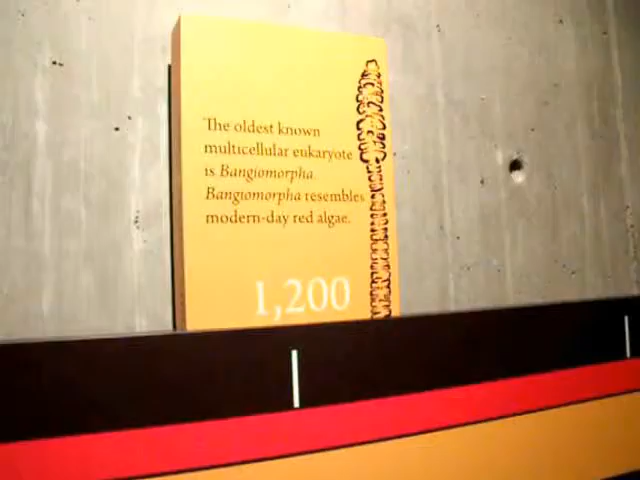 The oldest known
multicellular eukaryote
is Bangiomorpha.
Bangiomorpha resembles
modern-day red algae.
1,200